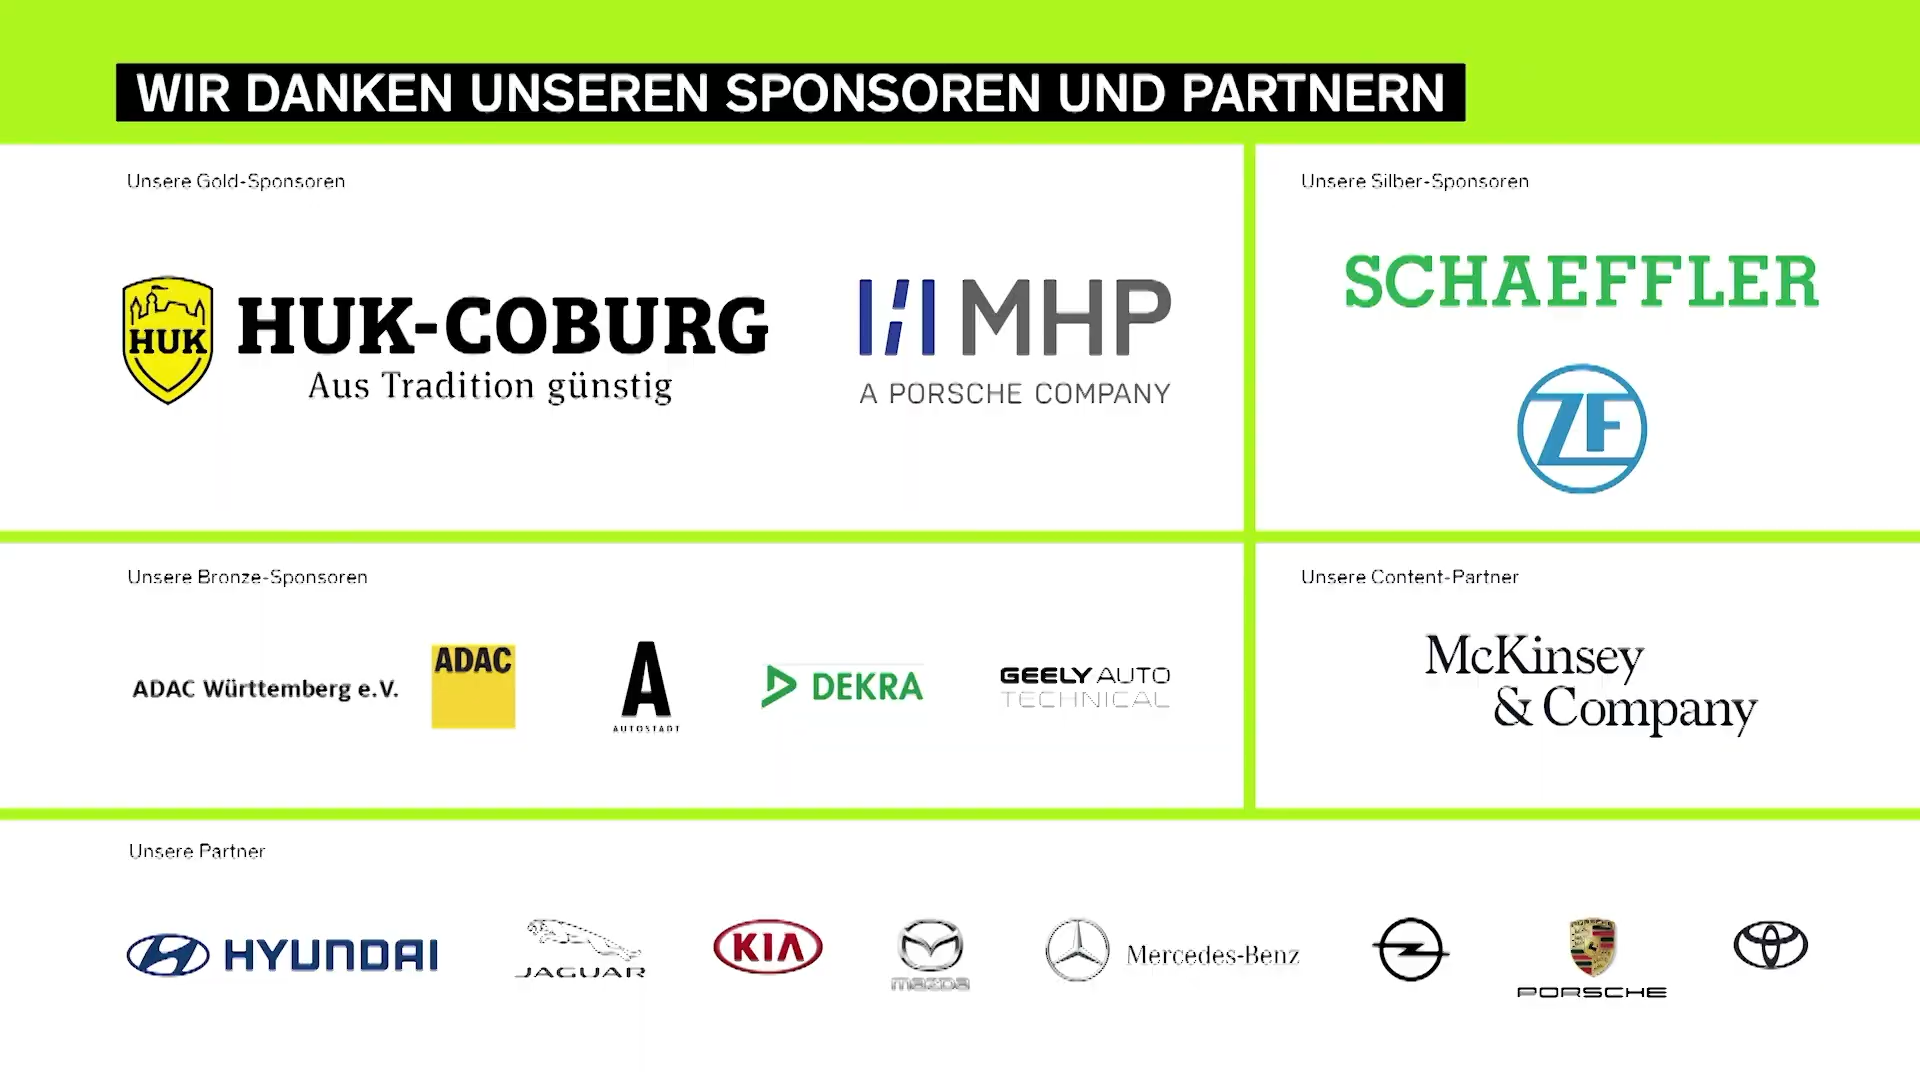 WIR DANKEN UNSEREN SPONSOREN UND PARTNERN
Unsere Gold-Sponsoren
HUK
HUK-COBURG
Aus Tradition günstig
MHP
A PORSCHE COMPANY
Unsere Silber-Sponsoren
SCHAEFFLER
ZF
Unsere Bronze-Sponsoren
ADAC Württemberg e.V.
ADAC
A
AUTOSTADT
DEKRA
GEELY AUTO
TECHNICAL
Unsere Content-Partner
McKinsey
& Company
Unsere Partner
HYUNDAI
JAGUAR
KIA
mazda
Mercedes-Benz
PORSCHE
PORSCHE